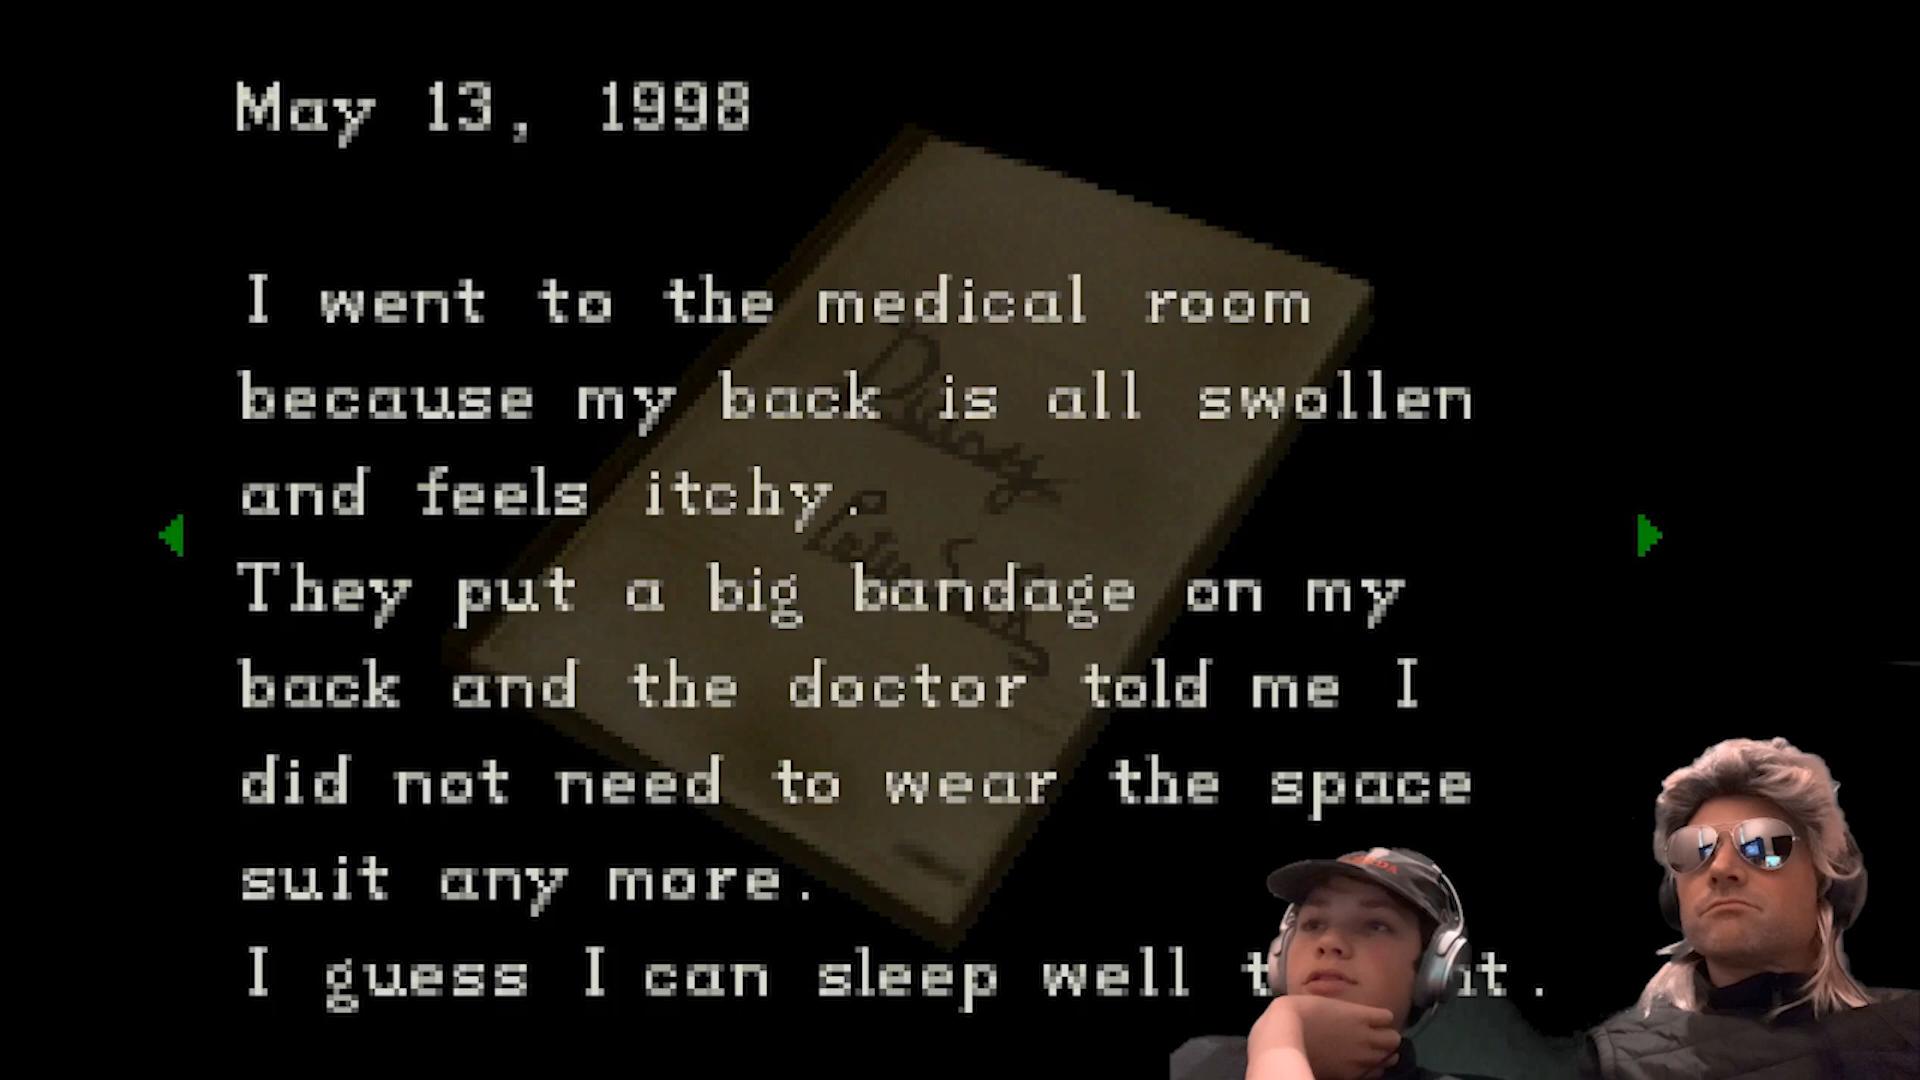 May 13, 1998
I went to the medical room
because my back is all swollen
and feels itchy.
They put a big bandage on my
back and the doctor told me I
did not need to wear the space
suit any more.
I guess I can sleep well
Diary